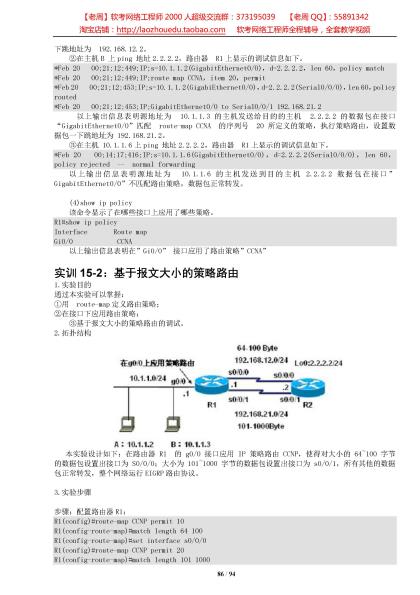 【老周】软考网络工程师 2000 人超级交流群：373195039 【老周 QQ】：55891342
淘宝店铺：http://laozhouedu.taobao.com 软考网络工程师全程辅导，全套教学视频
下跳地址为 192.168.12.2。
②在主机 B 上 ping 地址 2.2.2.2，路由器 R1 上显示的调试信息如下。
*Feb 20 00;21;12;449;IP;s=10.1.1.2(GigabitEthernet0/0), d=2.2.2.2, len 60, policy match
*Feb 20 00;21;12;449;IP;route-map CCNA, item 20, permit
*Feb 20 00;21;12;453;IP;s=10.1.1.2(GigabitEthernet0/0), d=2.2.2.2(Serial0/0/0), len 60, policy
routed
*Feb 20 00;21;12;453;IP;GigabitEthernet0/0 to Serial0/0/1 192.168.21.2
以上输出信息表明源地址为 10.1.1.3 的主机发送给目的的主机 2.2.2.2 的数据包在接口
“GigabitEthernet0/0”匹配 route-map CCNA 的序列号 20 所定义的策略，执行策略路由，设置数
据包一下跳地址为 192.168.21.2。
③在主机 10.1.1.6 上 ping 地址 2.2.2.2，路由器 R1 上显示的调试信息如下。
*Feb 20 00;14;17;416;IP;s=10.1.1.6(GigabitEthernet0/0), d=2.2.2.2(Serial0/0/0), len 60,
policy rejected -- normal forwarding
以上输出信息表明源地址为 10.1.1.6 的主机发送到目的主机 2.2.2.2 数据包在接口”
GigabitEthernet0/0”不匹配路由策略，数据包正常转发。
(4)show ip policy
该命令显示了在哪些接口上应用了哪些策略。
R1#show ip policy
Interface Route map
Gi0/0 CCNA
以上输出信息表明在”Gi0/0” 接口应用了路由策略”CCNA”
实训 15-2：基于报文大小的策略路由
1.实验目的
通过本实验可以掌握：
①用 route-map 定义路由策略；
②在接口下应用路由策略；
③基于报文大小的策略路由的调试。
2.拓扑结构
64-100 Byte
在g0/0上应用策略路由
192.168.12.0/24
Lo0:2.2.2.2/24
10.1.1.0/24
g0/0
s0/0/0
s0/0/0
.1
.1
.2
s0/0/1
s0/0/1
R1
R2
192.168.21.0/24
101-1000Byte
A：10.1.1.2
B：10.1.1.3
本实验设计如下：在路由器 R1 的 g0/0 接口应用 IP 策略路由 CCNP，使得对大小的 64~100 字节
的数据包设置出接口为 S0/0/0；大小为 101~1000 字节的数据包设置出接口为 s0/0/1，所有其他的数据
包正常转发，整个网络运行 EIGRP 路由协议。
3.实验步骤
步骤：配置路由器 R1：
R1(config)#route-map CCNP permit 10
R1(config-route-map)#match length 64 100
R1(config-route-map)#set interface s0/0/0
R1(config)#route-map CCNP permit 20
R1(config-route-map)#match length 101 1000
86 / 94